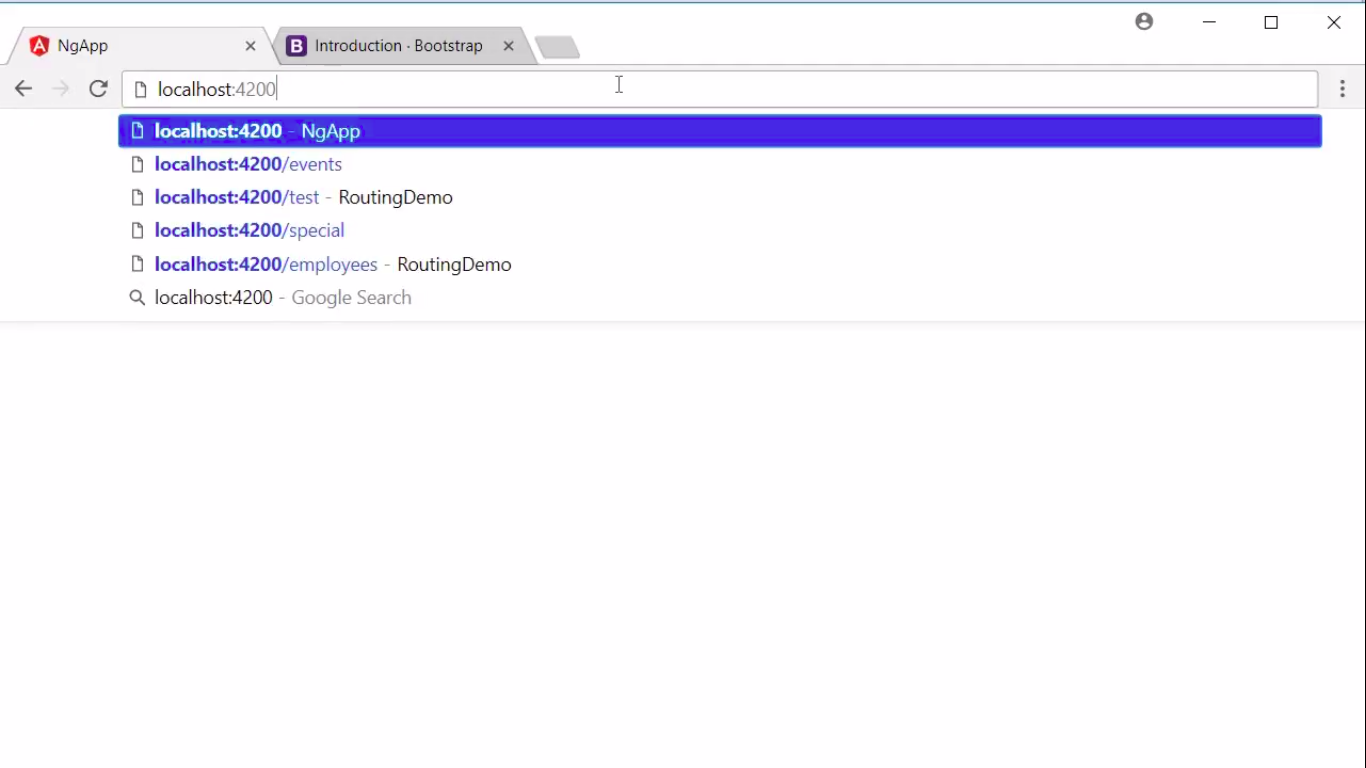 NgApp
B Introduction · Bootstrap
localhost:4200
localhost:4200 - NgApp
localhost:4200/events
localhost:4200/test - RoutingDemo
localhost:4200/special
localhost:4200/employees - RoutingDemo
localhost:4200 - Google Search